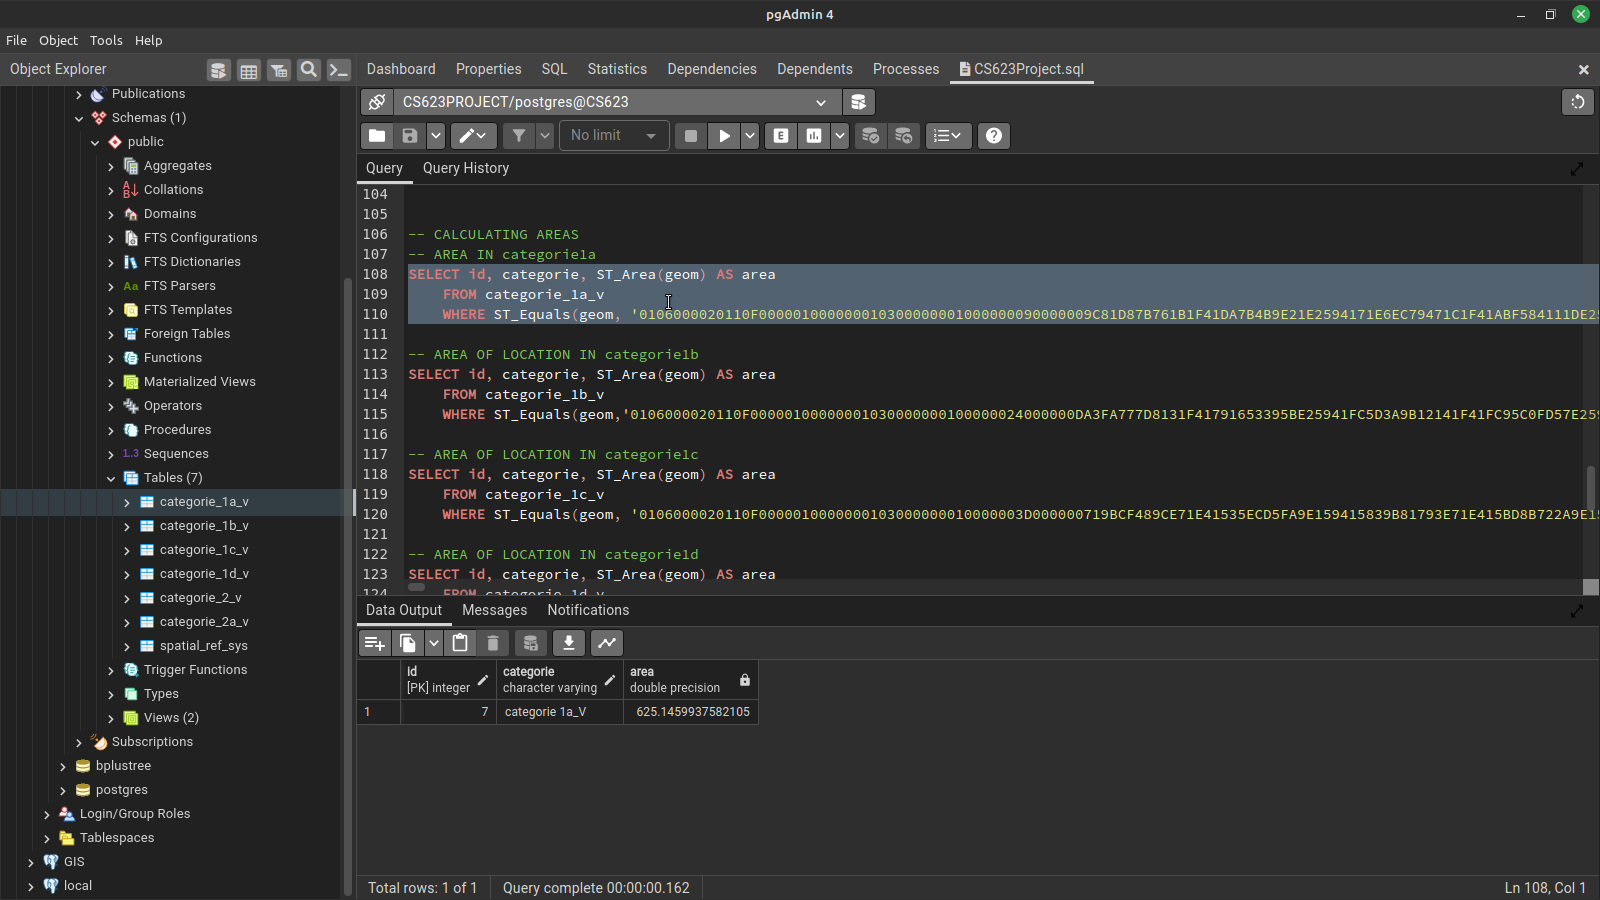 pgAdmin 4
File Object Tools Help
Object Explorer
Dashboard Properties SQL Statistics Dependencies Dependents Processes CS623Project.sql
Publications
Schemas (1)
public
Aggregates
Collations
Domains
FTS Configurations
FTS Dictionaries
Aa FTS Parsers
FTS Templates
Foreign Tables
Functions
Materialized Views
Operators
Procedures
1.3 Sequences
Tables (7)
categorie_1a_v
categorie_1b_v
categorie_1c_v
categorie_1d_v
categorie_2_v
categorie_2a_v
spatial_ref_sys
Trigger Functions
Types
Views (2)
Subscriptions
bplustree
postgres
Login/Group Roles
Tablespaces
GIS
local
CS623PROJECT/postgres@CS623
No limit
E
Query Query History
104
105
106 -- CALCULATING AREAS
107 -- AREA IN categorie1a
108 SELECT id, categorie, ST_Area(geom) AS area
109 FROM categorie_1a_v
110 WHERE ST_Equals(geom, '0106000020110F00000100000001030000000100000009000000​9C81D87B761B1F41DA7B4B9E21E2594171E6EC79471C1F41ABF584111DE25
111
112 -- AREA OF LOCATION IN categorie1b
113 SELECT id, categorie, ST_Area(geom) AS area
114 FROM categorie_1b_v
115 WHERE ST_Equals(geom,'0106000020110F00000100000001030000000100000024000000DA3FA777D8131F41791653395BE25941FC5D3A9B12141F41FC95C0FD57E259
116
117 -- AREA OF LOCATION IN categorie1c
118 SELECT id, categorie, ST_Area(geom) AS area
119 FROM categorie_1c_v
120 WHERE ST_Equals(geom, '0106000020110F0000010000000103000000010000003D000000719BCF489CE71E41535ECD5FA9E159415839B81793E71E415BD8B722A9E15
121
122 -- AREA OF LOCATION IN categorie1d
123 SELECT id, categorie, ST_Area(geom) AS area
124 FROM categorie_1d_v
Data Output Messages Notifications
id categorie area
[PK] integer character varying double precision
1 7 categorie 1a_V 625.1459937582105
Total rows: 1 of 1 Query complete 00:00:00.162 Ln 108, Col 1